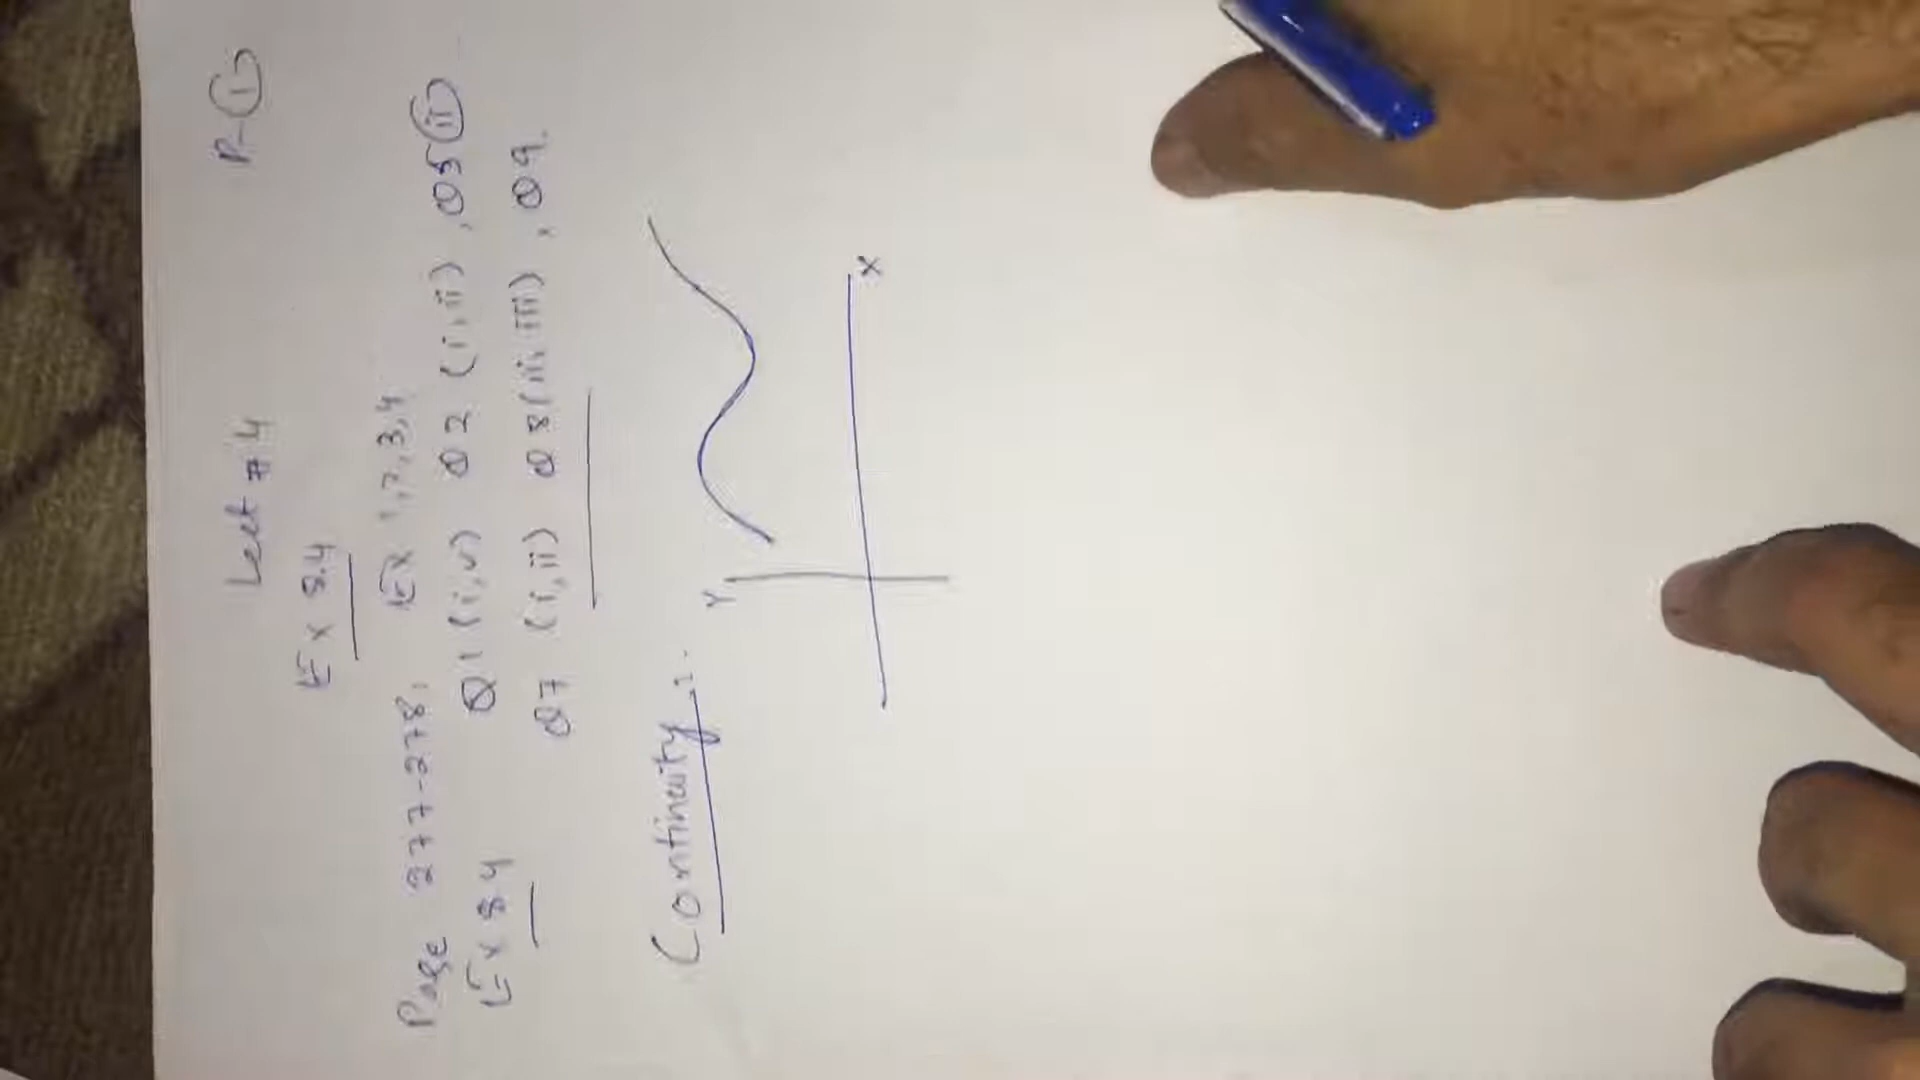 P-(i)
Lect # 4
Ex 8.4
Page 277-278; Ex 1,2,3,4
Ex 8.4 Q1 (i,v) Q2 (i,ii), Q5(ii)
Q7 (i,ii) Q8(ii,iii), Q9.
Continuity:-
Y
X